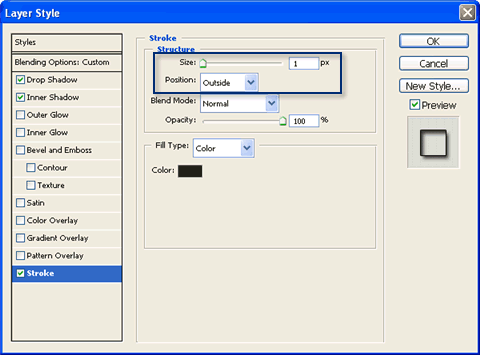 Layer Style
Styles
Blending Options: Custom
Drop Shadow
Inner Shadow
Outer Glow
Inner Glow
Bevel and Emboss
Contour
Texture
Satin
Color Overlay
Gradient Overlay
Pattern Overlay
Stroke
Stroke
Structure
Size: 1 px
Position: Outside
Blend Mode: Normal
Opacity: 100 %
Fill Type: Color
Color:
OK
Cancel
New Style...
Preview